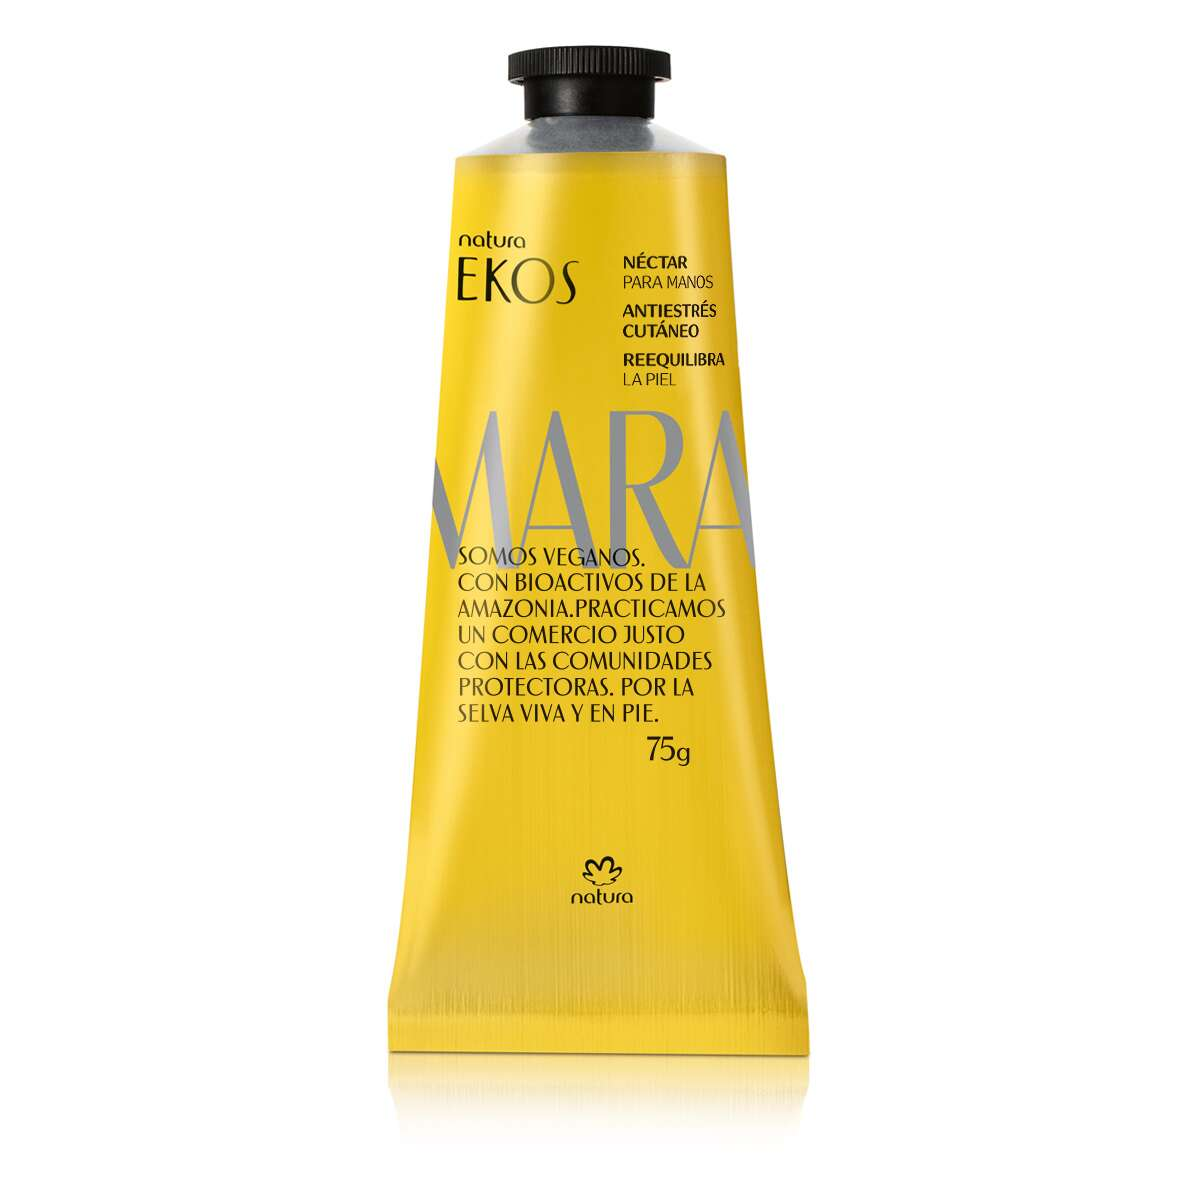 natura
EKOS
NÉCTAR
PARA MANOS
ANTIESTRÉS
CUTÁNEO
REEQUILIBRA
LA PIEL
MARA
SOMOS VEGANOS.
CON BIOACTIVOS DE LA
AMAZONIA.PRACTICAMOS
UN COMERCIO JUSTO
CON LAS COMUNIDADES
PROTECTORAS. POR LA
SELVA VIVA Y EN PIE.
75g
natura